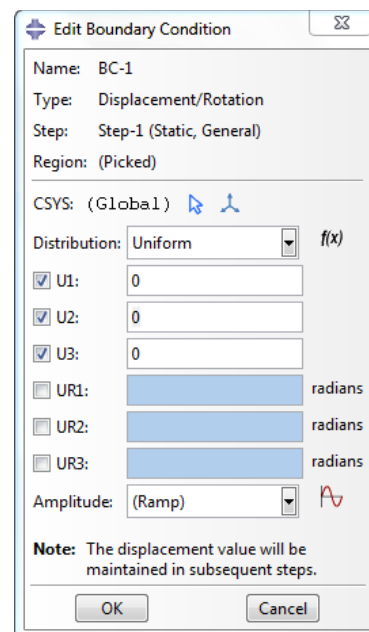 Edit Boundary Condition
Name: BC-1
Type: Displacement/Rotation
Step: Step-1 (Static, General)
Region: (Picked)
CSYS: (Global)
Distribution: Uniform f(x)
U1: 0
U2: 0
U3: 0
UR1: radians
UR2: radians
UR3: radians
Amplitude: (Ramp)
Note: The displacement value will be
maintained in subsequent steps.
OK Cancel